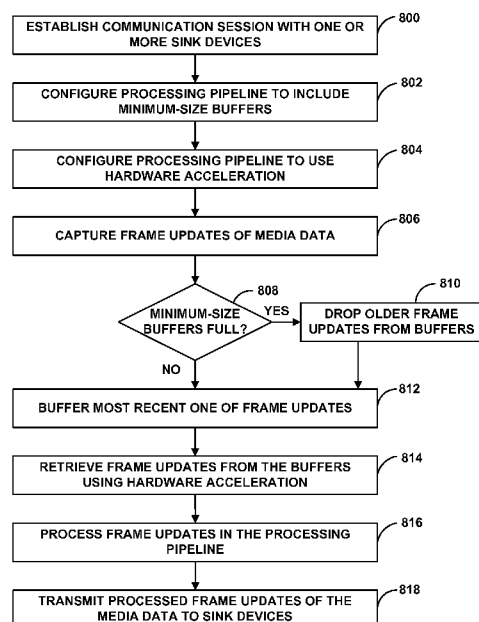 ESTABLISH COMMUNICATION SESSION WITH ONE OR
MORE SINK DEVICES
800
CONFIGURE PROCESSING PIPELINE TO INCLUDE
MINIMUM-SIZE BUFFERS
802
CONFIGURE PROCESSING PIPELINE TO USE
HARDWARE ACCELERATION
804
CAPTURE FRAME UPDATES OF MEDIA DATA
806
MINIMUM-SIZE
BUFFERS FULL?
808
YES
NO
DROP OLDER FRAME
UPDATES FROM BUFFERS
810
BUFFER MOST RECENT ONE OF FRAME UPDATES
812
RETRIEVE FRAME UPDATES FROM THE BUFFERS
USING HARDWARE ACCELERATION
814
PROCESS FRAME UPDATES IN THE PROCESSING
PIPELINE
816
TRANSMIT PROCESSED FRAME UPDATES OF THE
MEDIA DATA TO SINK DEVICES
818